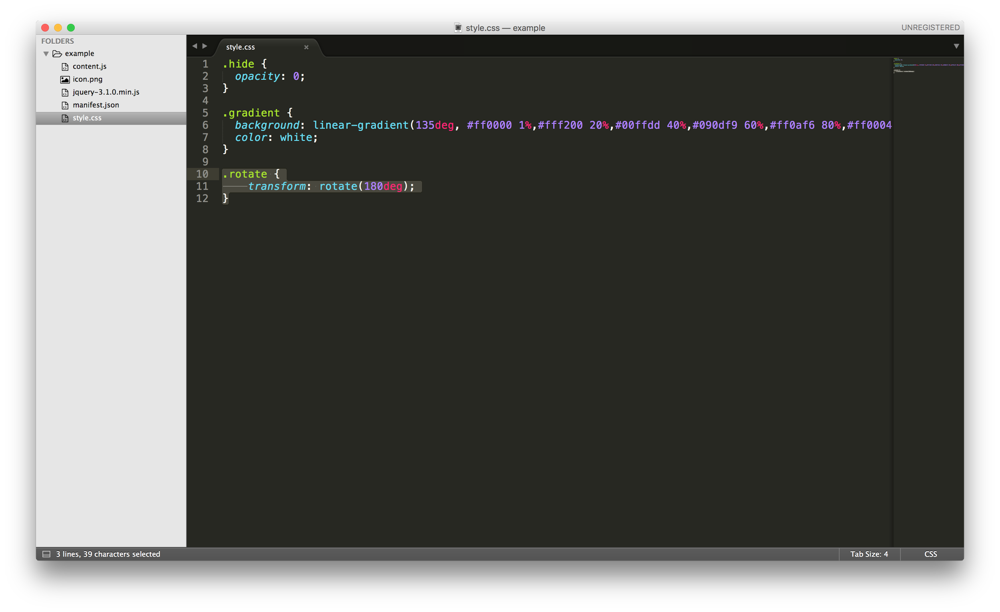 style.css — example
UNREGISTERED
FOLDERS
example
content.js
icon.png
jquery-3.1.0.min.js
manifest.json
style.css
style.css
1 .hide {
2 opacity: 0;
3 }
4
5 .gradient {
6 background: linear-gradient(135deg, #ff0000 1%,#fff200 20%,#00ffdd 40%,#090df9 60%,#ff0af6 80%,#ff0004
7 color: white;
8 }
9
10 .rotate {
11 transform: rotate(180deg);
12 }
3 lines, 39 characters selected
Tab Size: 4
CSS